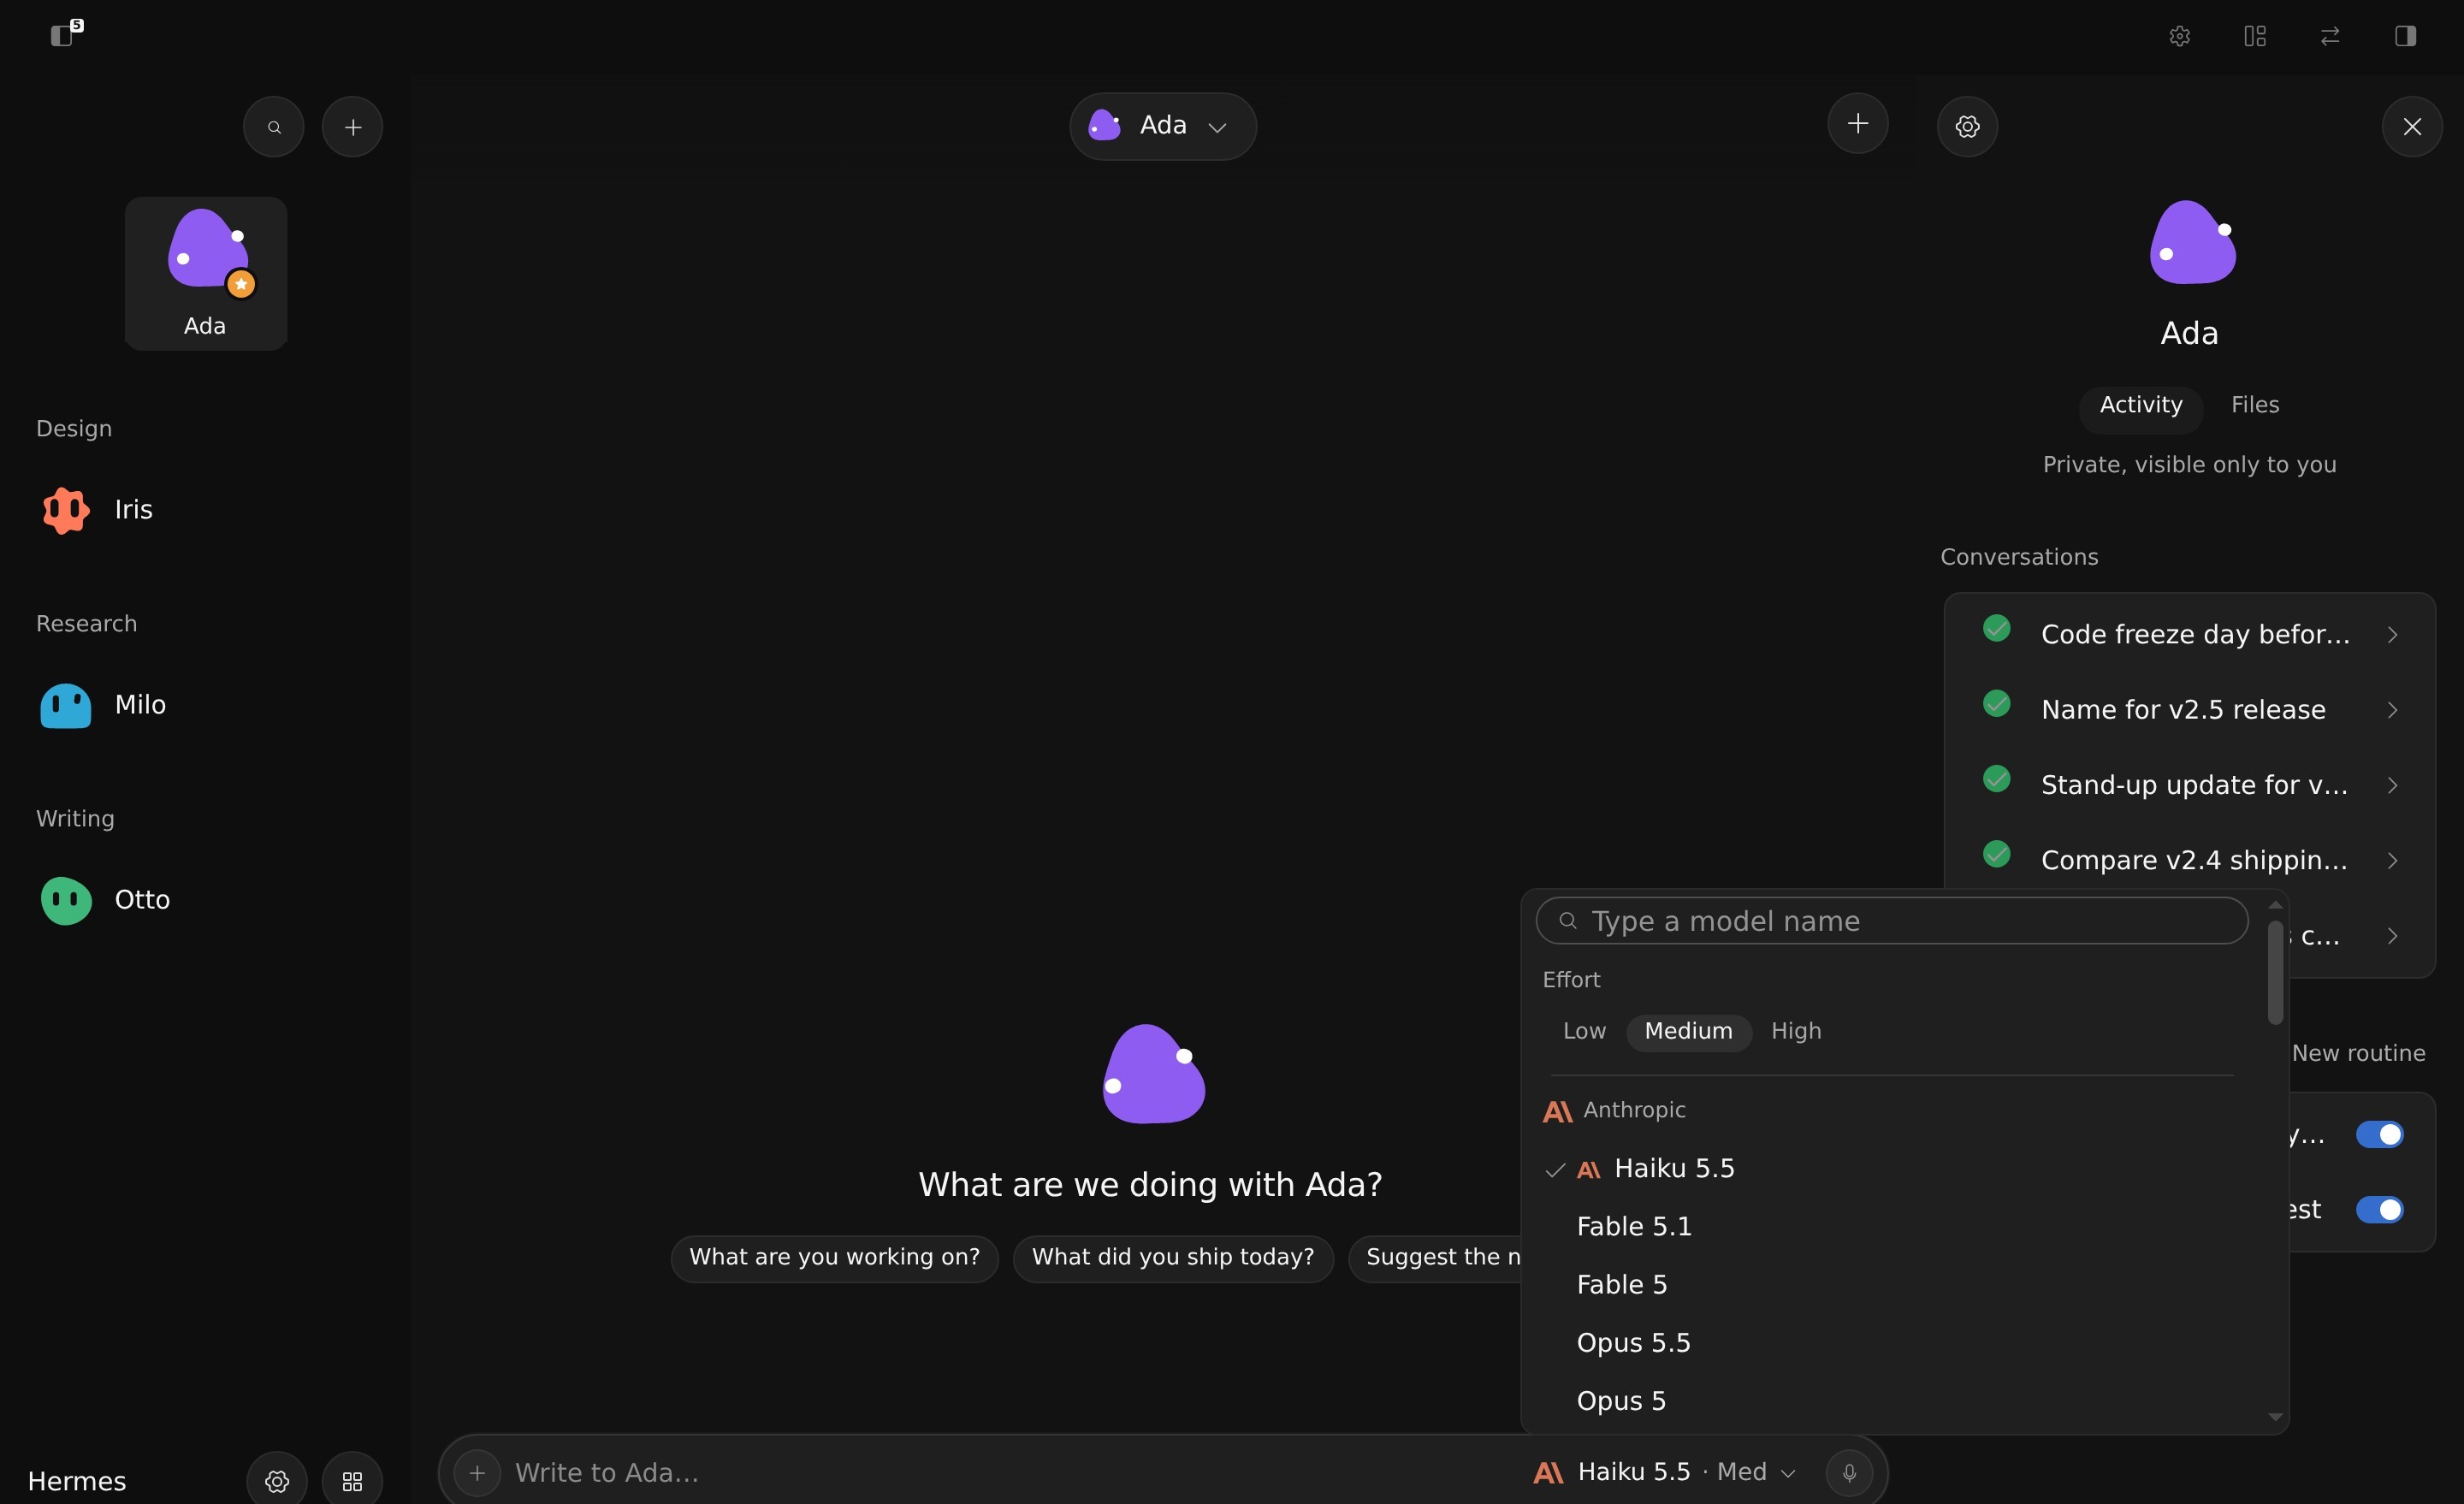 5
Ada
Ada
Design
Iris
Research
Milo
Writing
Otto
Hermes
What are we doing with Ada?
What are you working on?
What did you ship today?
Suggest the n
Write to Ada...
Haiku 5.5 · Med
Type a model name
Effort
Low
Medium
High
Anthropic
Haiku 5.5
Fable 5.1
Fable 5
Opus 5.5
Opus 5
Ada
Activity
Files
Private, visible only to you
Conversations
Code freeze day befor...
Name for v2.5 release
Stand-up update for v...
Compare v2.4 shippin...
c...
New routine
y...
est